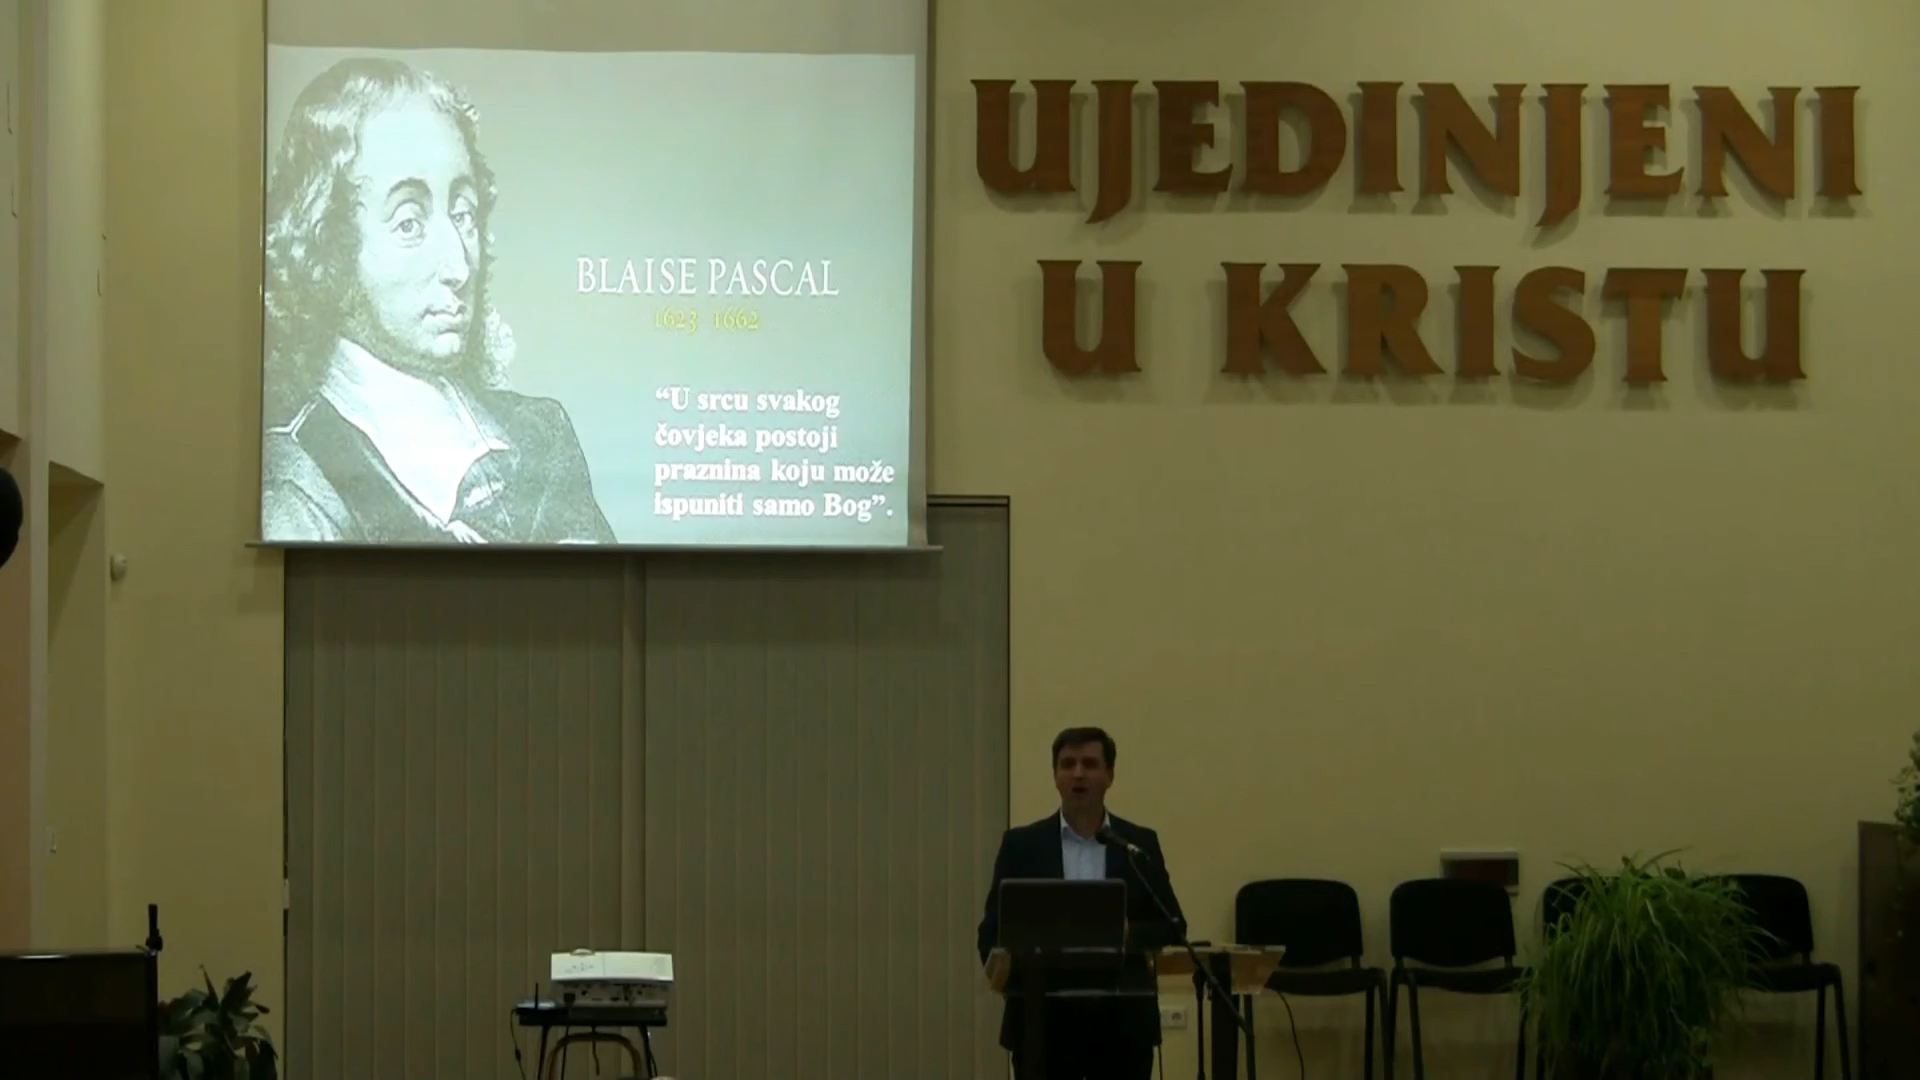 UJEDINJENI
U KRISTU
BLAISE PASCAL
1623 1662
“U srcu svakog
čovjeka postoji
praznina koju može
ispuniti samo Bog”.